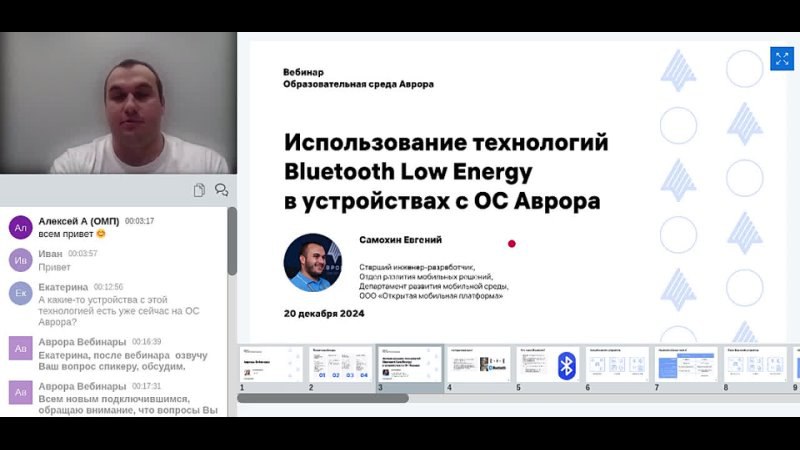 Вебинар
Образовательная среда Аврора
Использование технологий
Bluetooth Low Energy
в устройствах с ОС Аврора
Самохин Евгений
Старший инженер-разработчик,
Отдел развития мобильных решений,
Департамент развития мобильной среды,
ООО «Открытая мобильная платформа»
20 декабря 2024
Ал
Алексей А (ОМП) 00:03:17
всем привет 😊
Ив
Иван 00:03:57
Привет
Ек
Екатерина 00:12:56
А какие-то устройства с этой
технологией есть уже сейчас на ОС
Аврора?
Ав
Аврора Вебинары 00:16:39
Екатерина, после вебинара озвучу
Ваш вопрос спикеру, обсудим.
Ав
Аврора Вебинары 00:17:31
Всем новым подключившимся,
обращаю внимание, что вопросы Вы
1
2
3
4
5
6
7
8
9